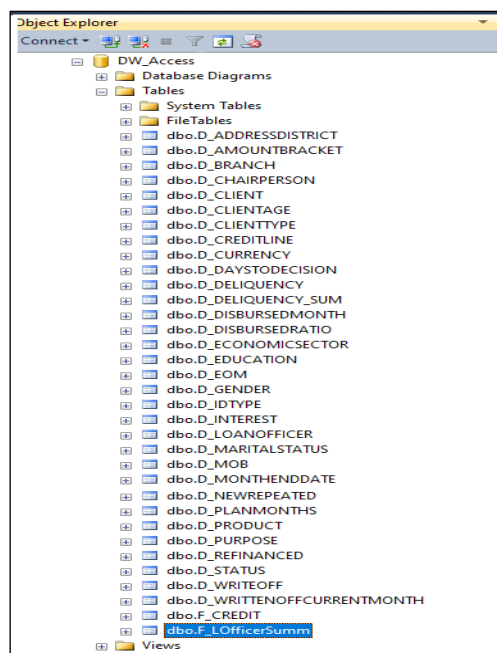 Object Explorer
Connect
DW_Access
Database Diagrams
Tables
System Tables
FileTables
dbo.D_ADDRESSDISTRICT
dbo.D_AMOUNTBRACKET
dbo.D_BRANCH
dbo.D_CHAIRPERSON
dbo.D_CLIENT
dbo.D_CLIENTAGE
dbo.D_CLIENTTYPE
dbo.D_CREDITLINE
dbo.D_CURRENCY
dbo.D_DAYSTODECISION
dbo.D_DELIQUENCY
dbo.D_DELIQUENCY_SUM
dbo.D_DISBURSEDMONTH
dbo.D_DISBURSEDRATIO
dbo.D_ECONOMICSECTOR
dbo.D_EDUCATION
dbo.D_EOM
dbo.D_GENDER
dbo.D_IDTYPE
dbo.D_INTEREST
dbo.D_LOANOFFICER
dbo.D_MARITALSTATUS
dbo.D_MOB
dbo.D_MONTHENDDATE
dbo.D_NEWREPEATED
dbo.D_PLANMONTHS
dbo.D_PRODUCT
dbo.D_PURPOSE
dbo.D_REFINANCED
dbo.D_STATUS
dbo.D_WRITEOFF
dbo.D_WRITTENOFFCURRENTMONTH
dbo.F_CREDIT
dbo.F_LOfficerSumm
Views